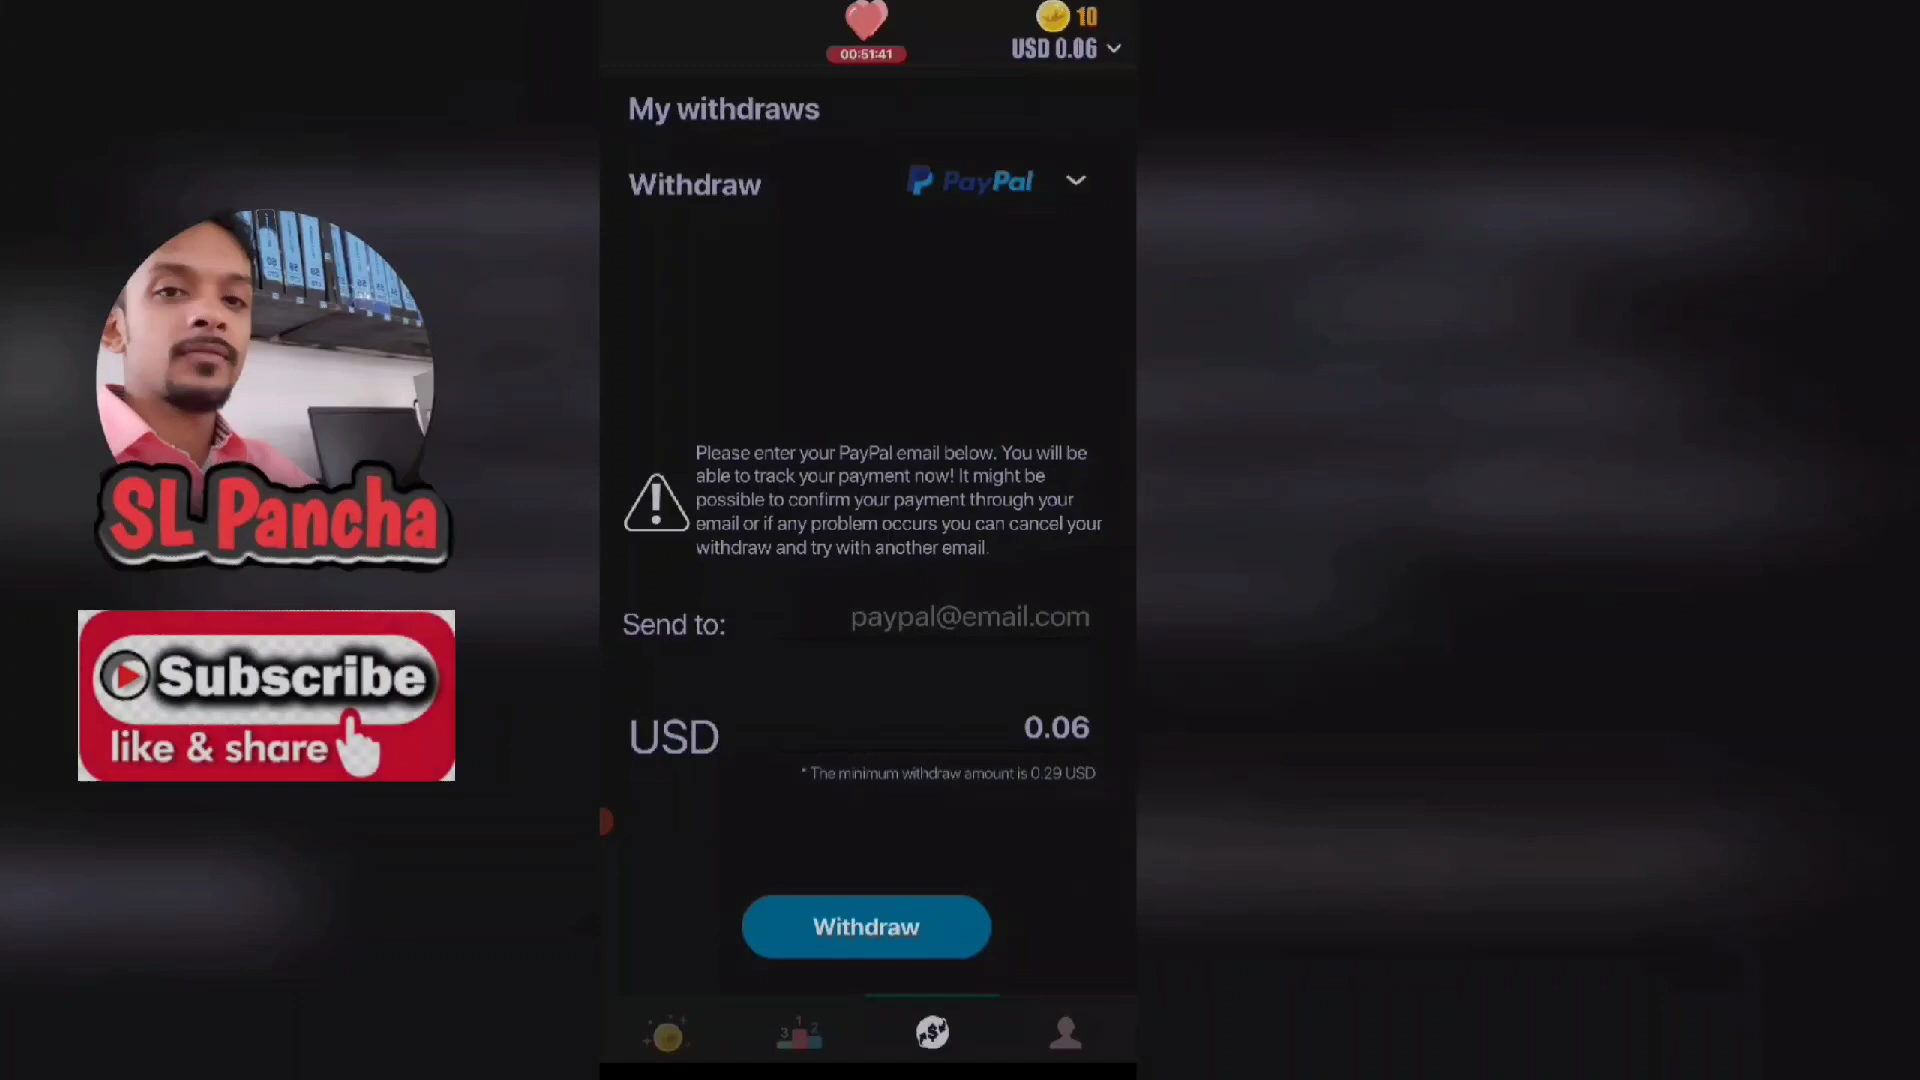 10
00:51:41
USD 0.06
My withdraws
Withdraw
PayPal
Please enter your PayPal email below. You will be
able to track your payment now! It might be
possible to confirm your payment through your
email or if any problem occurs you can cancel your
withdraw and try with another email.
Send to:
paypal@email.com
USD
0.06
* The minimum withdraw amount is 0.29 USD
Withdraw
3 1 2
SL Pancha
Subscribe
like & share